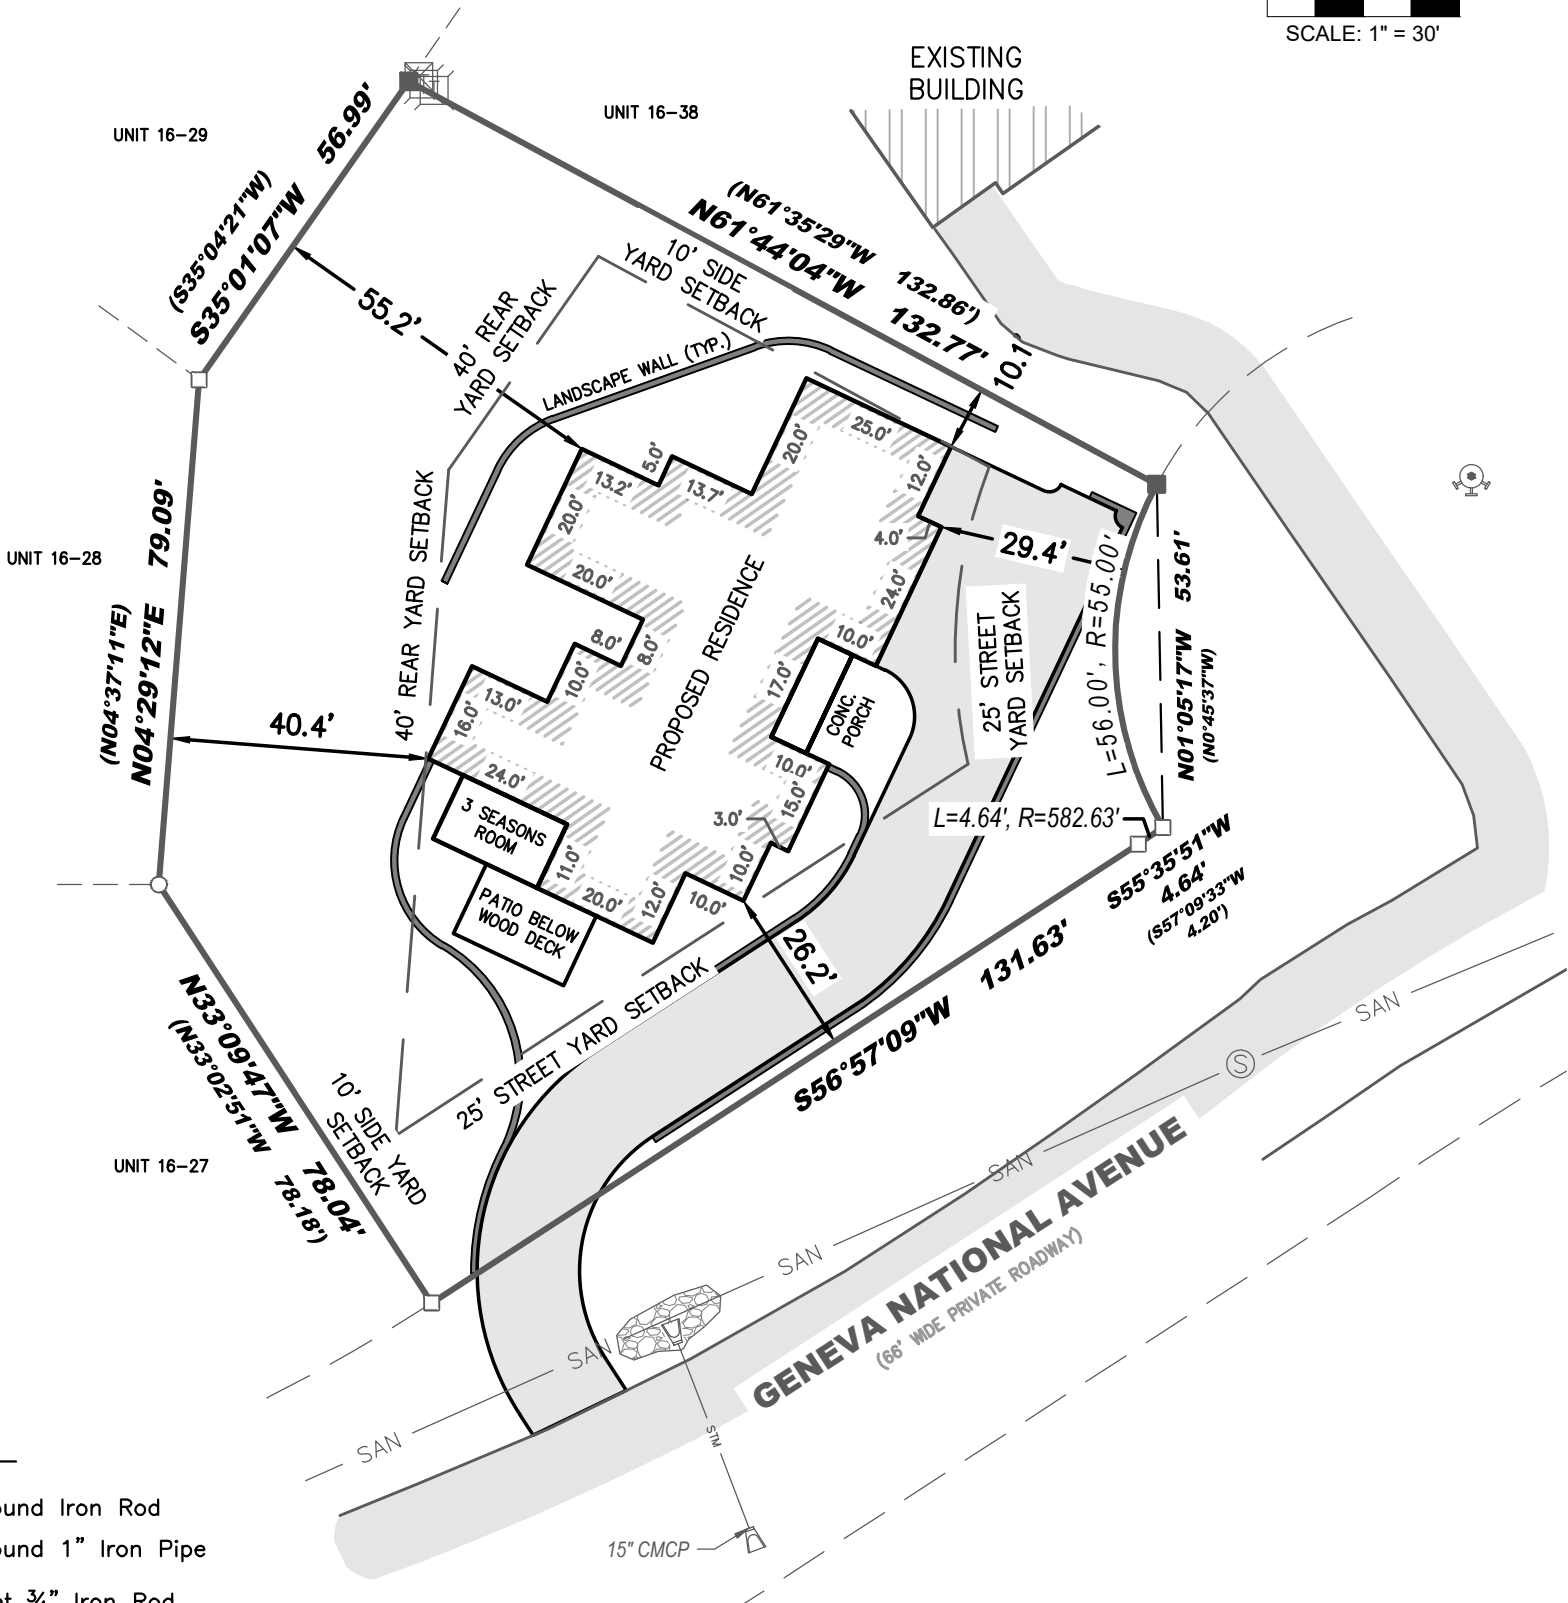 SCALE: 1" = 30'
EXISTING
BUILDING
UNIT 16-38
UNIT 16-29
56.99'
(S35°04'21"W)
S35°01'07"W
(N61°35'29"W
132.86')
N61°44'04"W
132.77'
10' SIDE
YARD SETBACK
55.2'
40' REAR
YARD SETBACK
LANDSCAPE WALL (TYP.)
25.0'
20.0'
12.0'
5.0'
13.2'
13.7'
20.0'
4.0'
29.4'
79.09'
UNIT 16-28
(N04°37'11"E)
N04°29'12"E
40' REAR YARD SETBACK
20.0'
24.0'
PROPOSED RESIDENCE
L=56.00', R=55.00'
53.61'
N01°05'17"W
(N0°45'37"W)
25' STREET
YARD SETBACK
8.0'
8.0'
10.0'
10.0'
17.0'
CONC.
PORCH
13.0'
16.0'
40.4'
24.0'
10.0'
15.0'
3.0'
L=4.64', R=582.63'
3 SEASONS
ROOM
11.0'
10.0'
20.0'
12.0'
10.0'
PATIO BELOW
WOOD DECK
S55°35'51"W
4.64'
(S57°09'33"W
4.20')
26.2'
131.63'
S56°57'09"W
25' STREET YARD SETBACK
N33°09'47"W
78.04'
(N33°02'51"W
78.18')
10' SIDE YARD
SETBACK
UNIT 16-27
SAN
S
SAN
SAN
SAN
SAN
GENEVA NATIONAL AVENUE
(66' WIDE PRIVATE ROADWAY)
STM
15" CMCP
Iron Rod
1" Iron Pipe
¾" Iron Rod